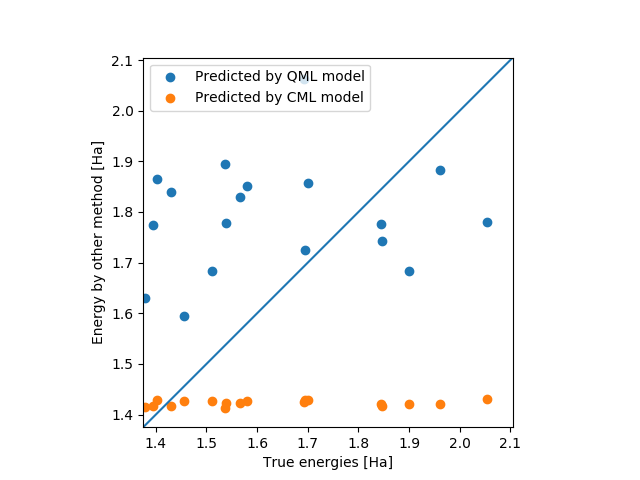 2.1
2.0
1.9
1.8
1.7
1.6
1.5
1.4
Energy by other method [Ha]
Predicted by QML model
Predicted by CML model
1.4 1.5 1.6 1.7 1.8 1.9 2.0 2.1
True energies [Ha]